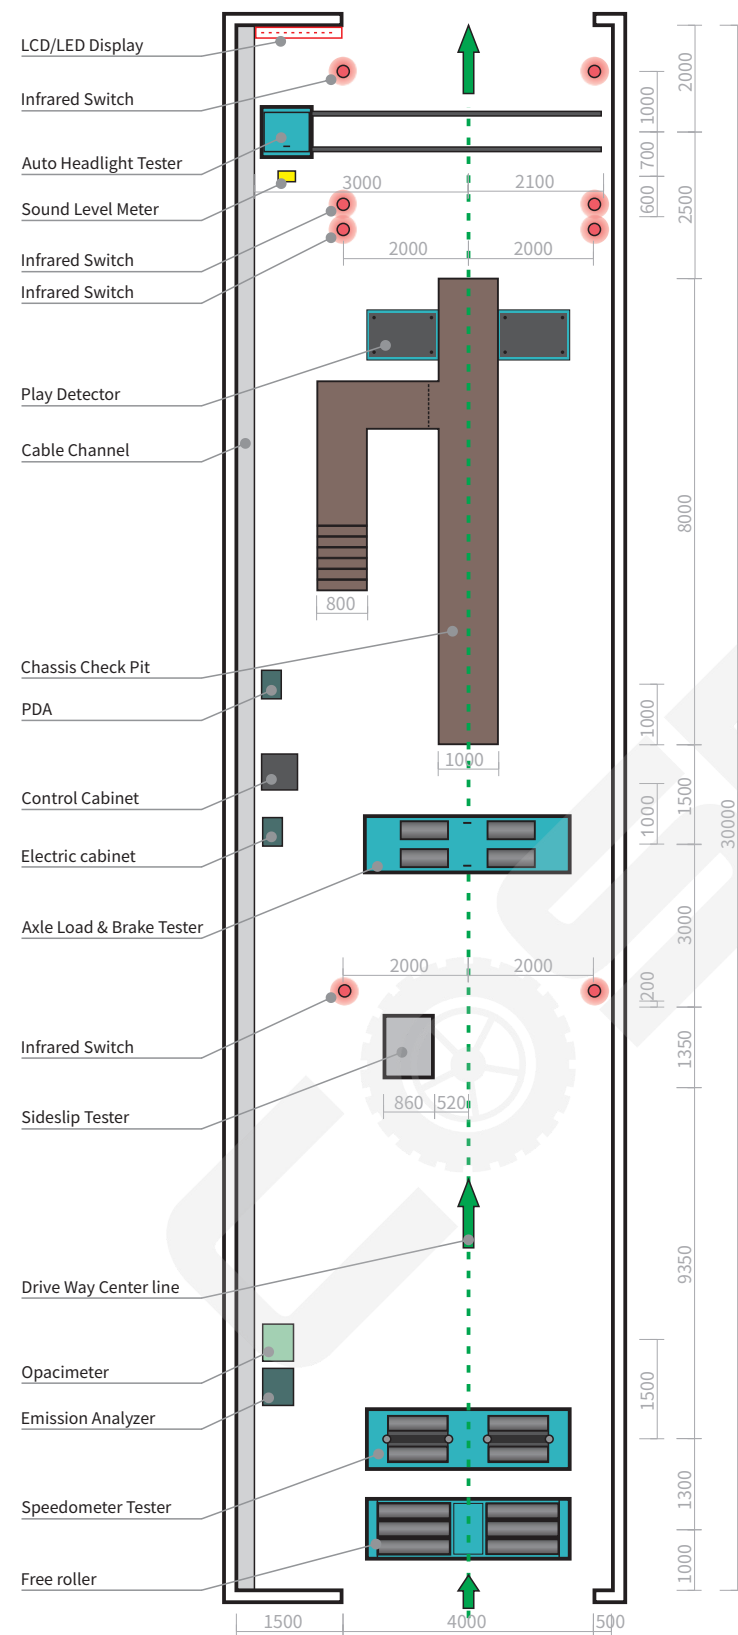 LCD/LED Display
Infrared Switch
Auto Headlight Tester
Sound Level Meter
Infrared Switch
Infrared Switch
Play Detector
Cable Channel
Chassis Check Pit
PDA
Control Cabinet
Electric cabinet
Axle Load & Brake Tester
Infrared Switch
Sideslip Tester
Drive Way Center line
Opacimeter
Emission Analyzer
Speedometer Tester
Free roller
3000
2100
2000
2000
800
1000
2000
2000
860
520
1500
4000
500
1000
700
600
1000
1000
200
1500
2000
2500
8000
1500
3000
1350
9350
1300
1000
30000